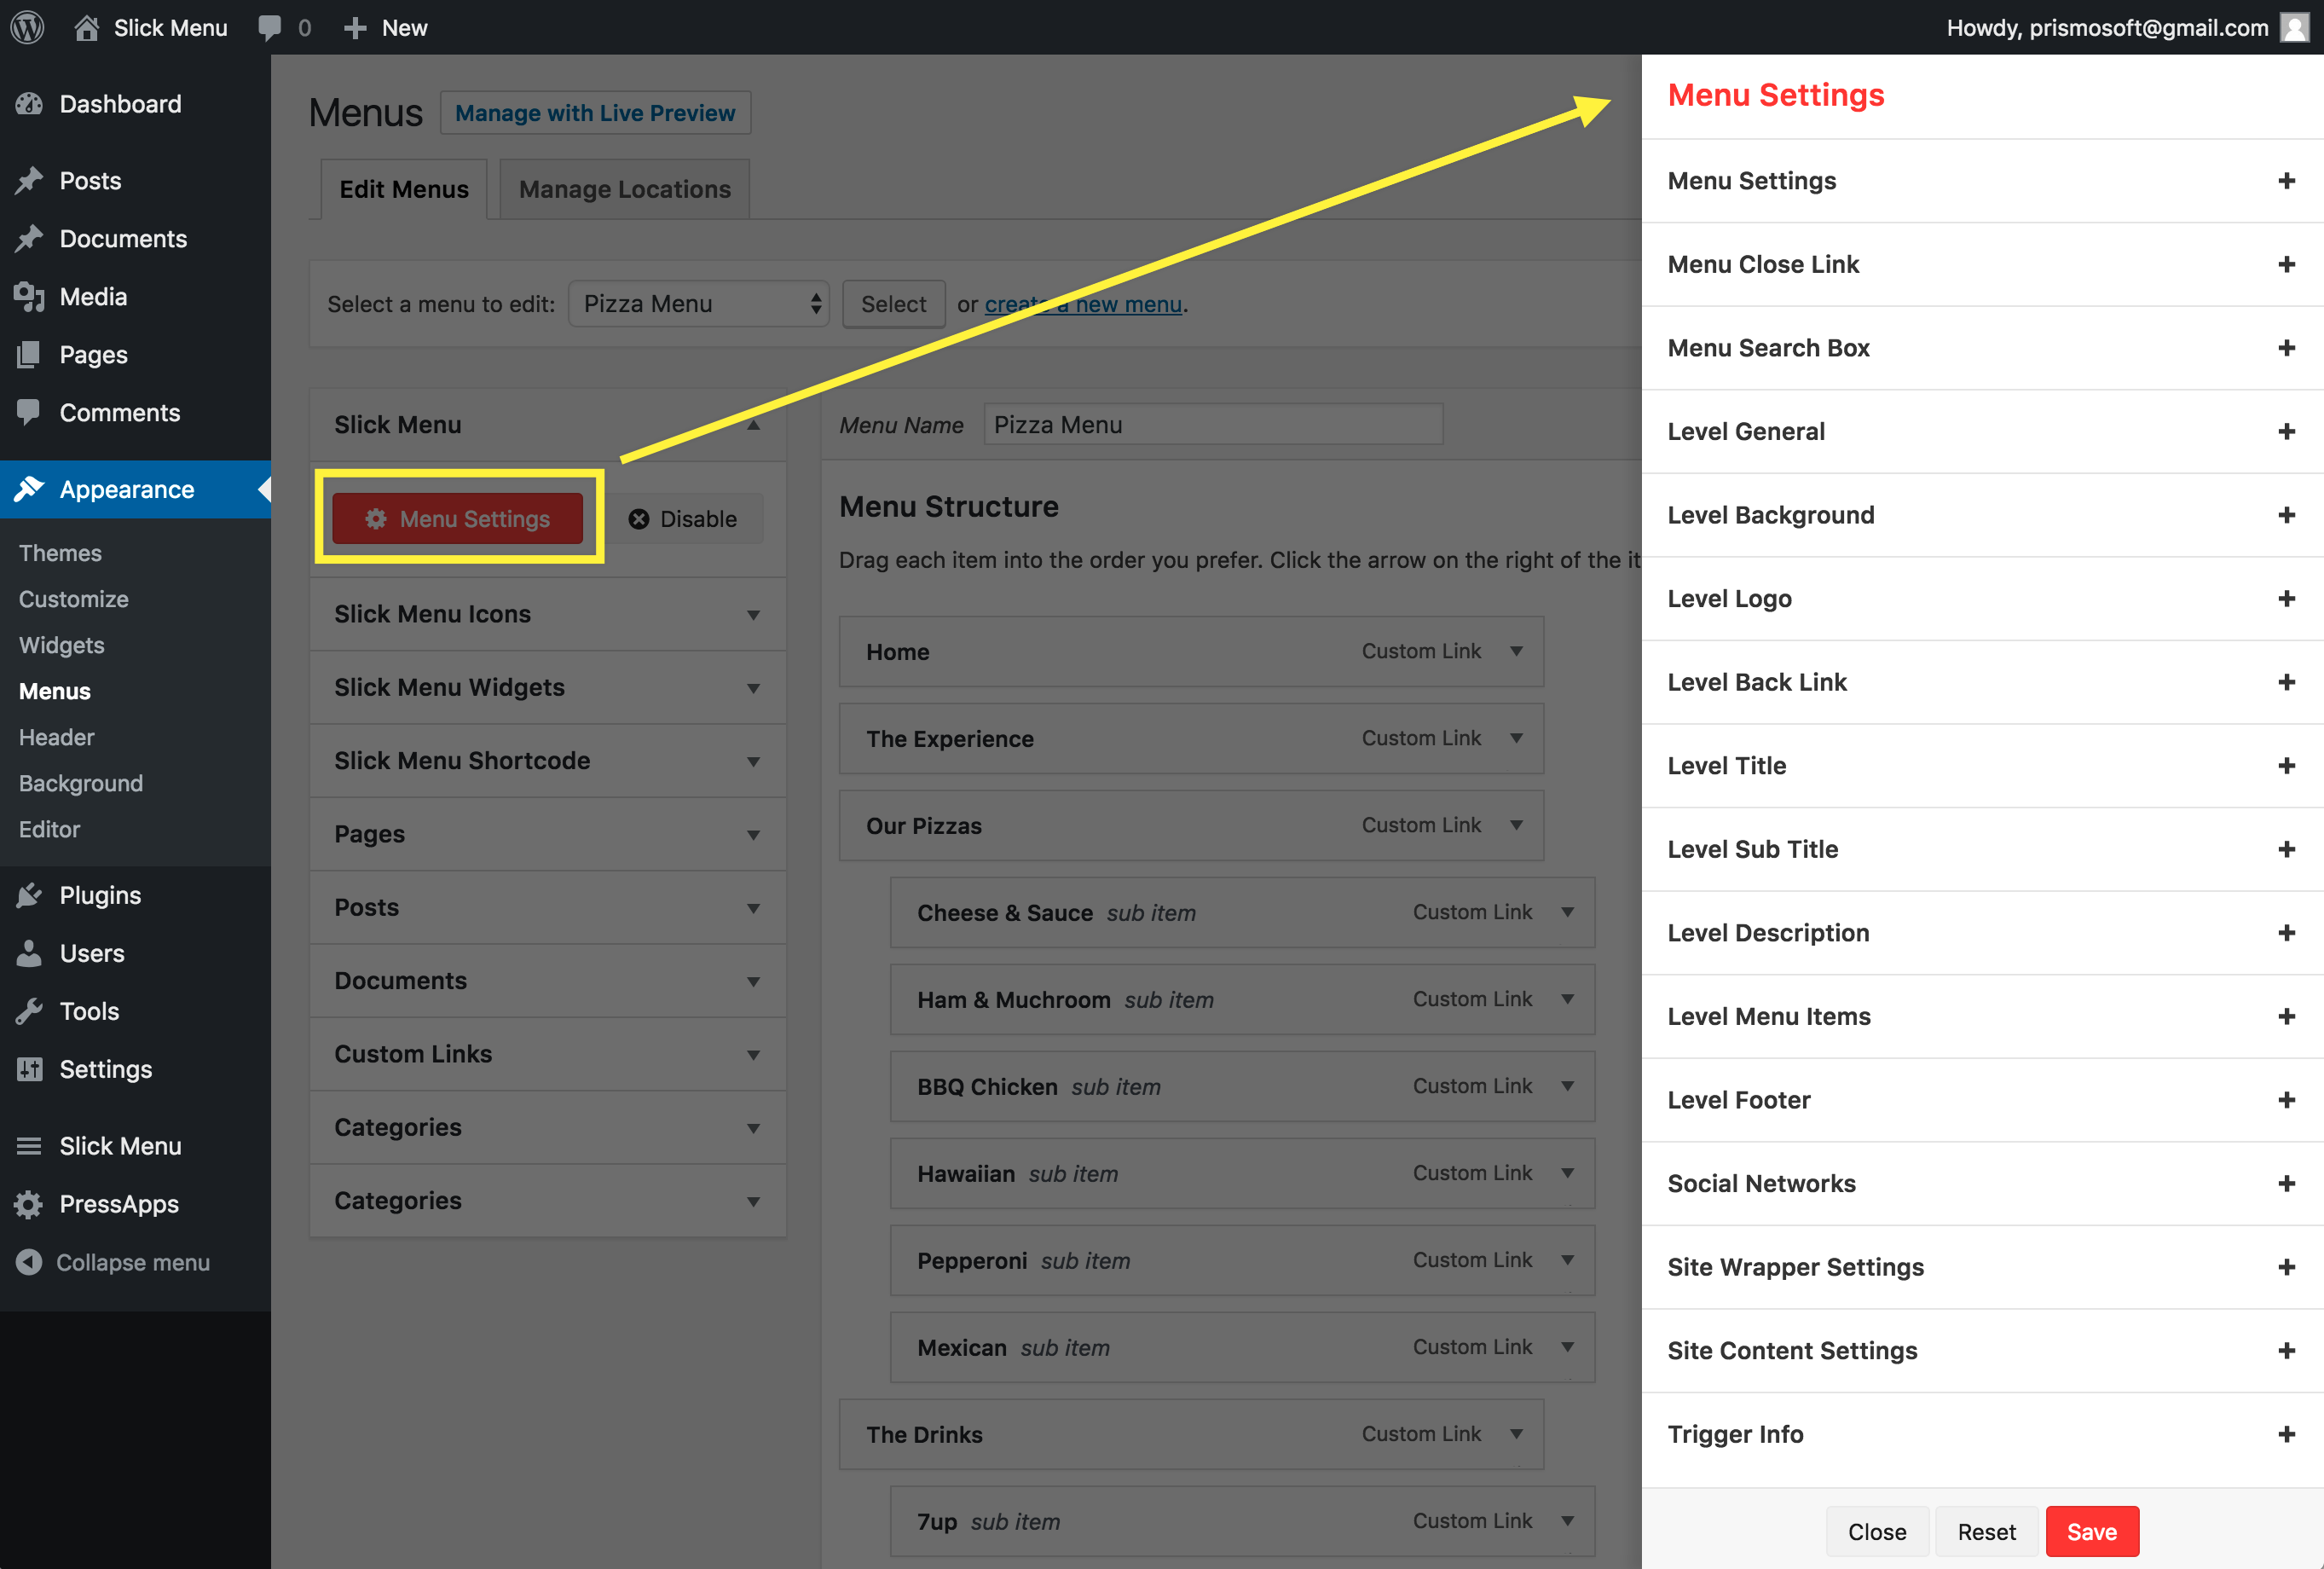 Slick Menu
0
New
Howdy, prismosoft@gmail.com
Dashboard
Posts
Documents
Media
Pages
Comments
Appearance
Themes
Customize
Widgets
Menus
Header
Background
Editor
Plugins
Users
Tools
Settings
Slick Menu
PressApps
Collapse menu
Menus
Manage with Live Preview
Edit Menus
Manage Locations
Select a menu to edit: Pizza Menu Select or create a new menu.
Slick Menu
Menu Settings
Disable
Slick Menu Icons
Slick Menu Widgets
Slick Menu Shortcode
Pages
Posts
Documents
Custom Links
Categories
Categories
Menu Name Pizza Menu
Menu Structure
Drag each item into the order you prefer. Click the arrow on the right of the it
Home Custom Link
The Experience Custom Link
Our Pizzas Custom Link
Cheese & Sauce sub item Custom Link
Ham & Muchroom sub item Custom Link
BBQ Chicken sub item Custom Link
Hawaiian sub item Custom Link
Pepperoni sub item Custom Link
Mexican sub item Custom Link
The Drinks Custom Link
7up sub item Custom Link
Menu Settings
Menu Settings
Menu Close Link
Menu Search Box
Level General
Level Background
Level Logo
Level Back Link
Level Title
Level Sub Title
Level Description
Level Menu Items
Level Footer
Social Networks
Site Wrapper Settings
Site Content Settings
Trigger Info
Close
Reset
Save